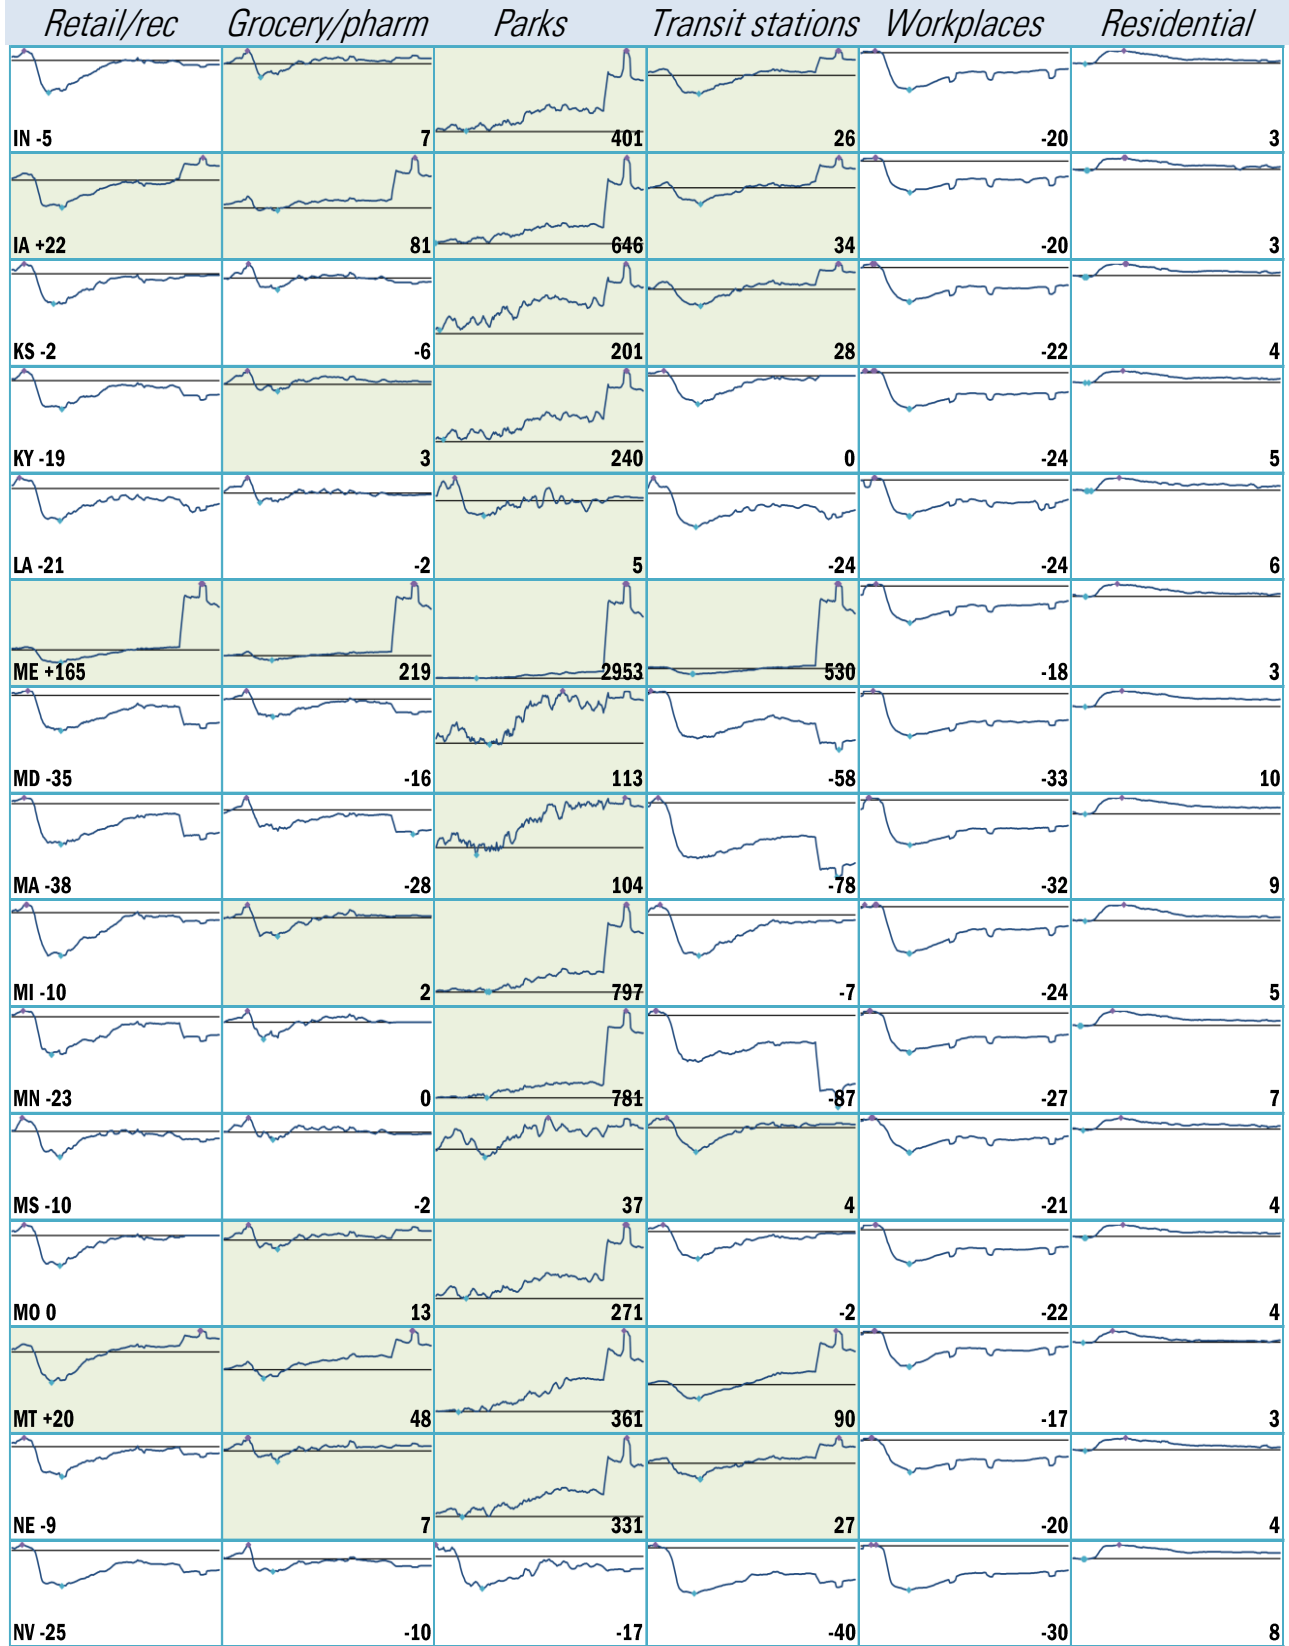 Retail/rec Grocery/pharm Parks Transit stations Workplaces Residential
IN -5 7 401 26 -20 3
IA +22 81 646 34 -20 3
KS -2 -6 201 28 -22 4
KY -19 3 240 0 -24 5
LA -21 -2 5 -24 -24 6
ME +165 219 2953 530 -18 3
MD -35 -16 113 -58 -33 10
MA -38 -28 104 -78 -32 9
MI -10 2 797 -7 -24 5
MN -23 0 781 -87 -27 7
MS -10 -2 37 4 -21 4
MO 0 13 271 -2 -22 4
MT +20 48 361 90 -17 3
NE -9 7 331 27 -20 4
NV -25 -10 -17 -40 -30 8